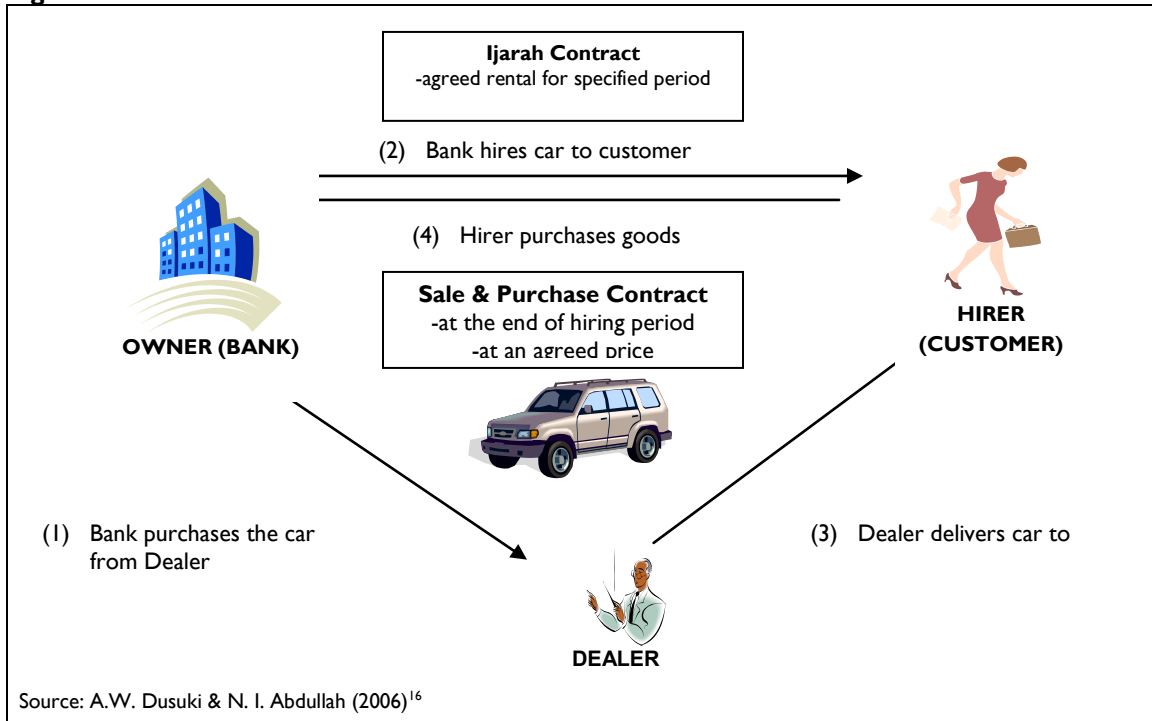 Ijarah Contract
-agreed rental for specified period
(2) Bank hires car to customer
(4) Hirer purchases goods
Sale & Purchase Contract
-at the end of hiring period
-at an agreed price
OWNER (BANK)
HIRER
(CUSTOMER)
(1) Bank purchases the car
from Dealer
(3) Dealer delivers car to
DEALER
Source: A.W. Dusuki & N. I. Abdullah (2006)16